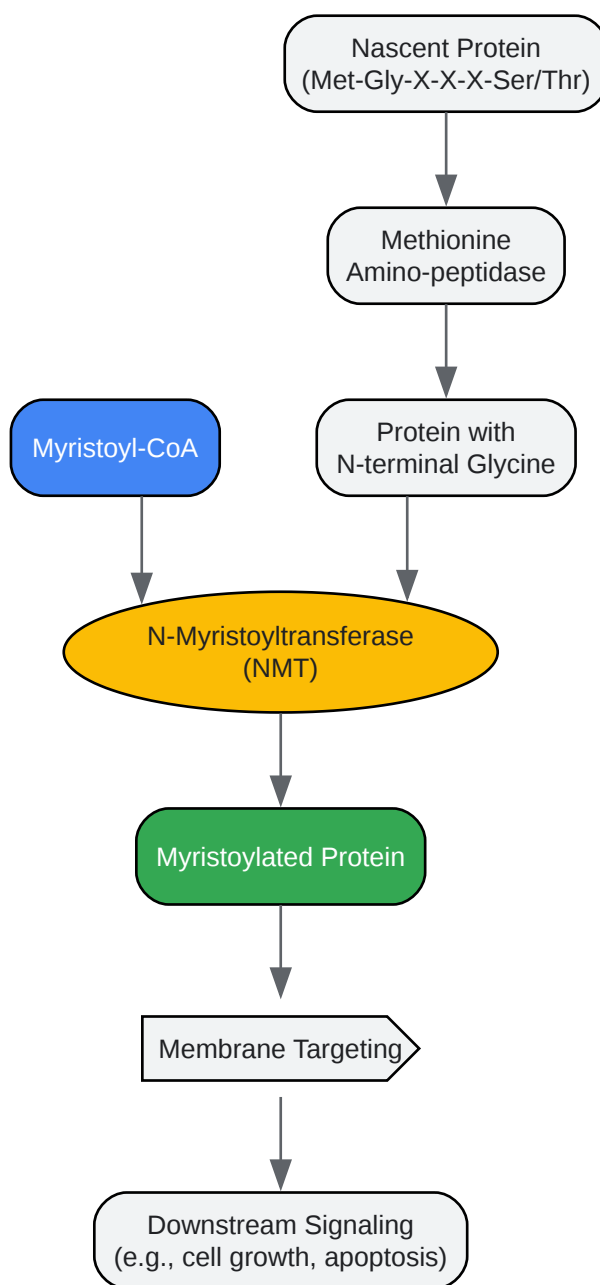 Nascent Protein
(Met-Gly-X-X-X-Ser/Thr)
Methionine
Amino-peptidase
Myristoyl-CoA
Protein with
N-terminal Glycine
N-Myristoyltransferase
(NMT)
Myristoylated Protein
Membrane Targeting
Downstream Signaling
(e.g., cell growth, apoptosis)